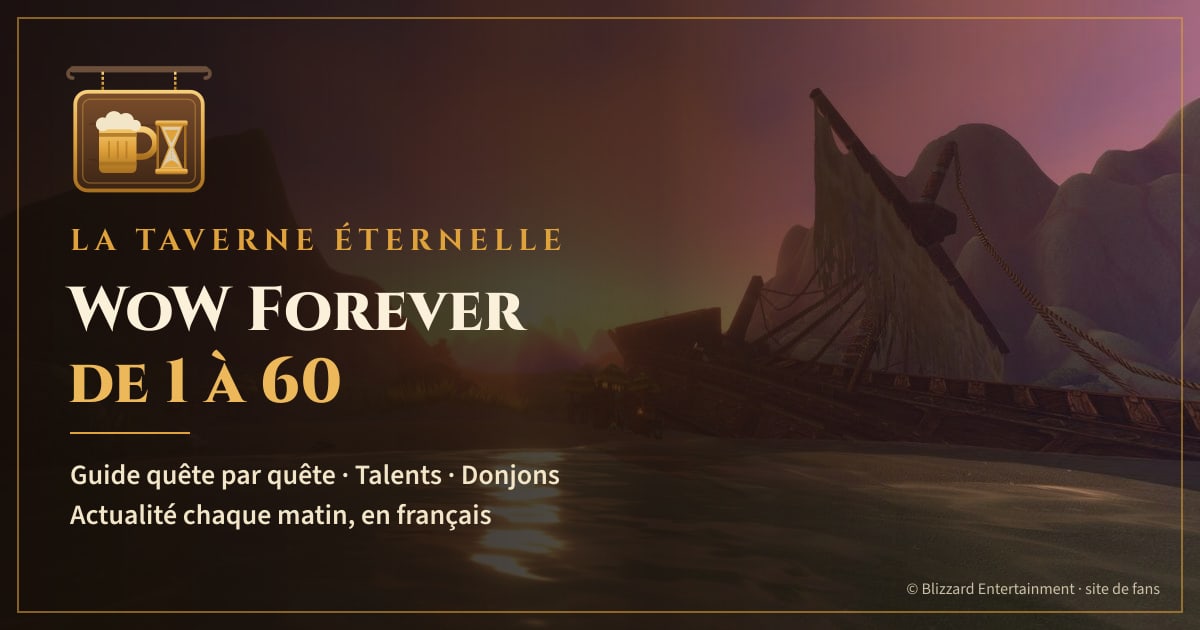 LA TAVERNE ÉTERNELLE
WoW Forever
de 1 à 60
Guide quête par quête · Talents · Donjons
Actualité chaque matin, en français
© Blizzard Entertainment · site de fans